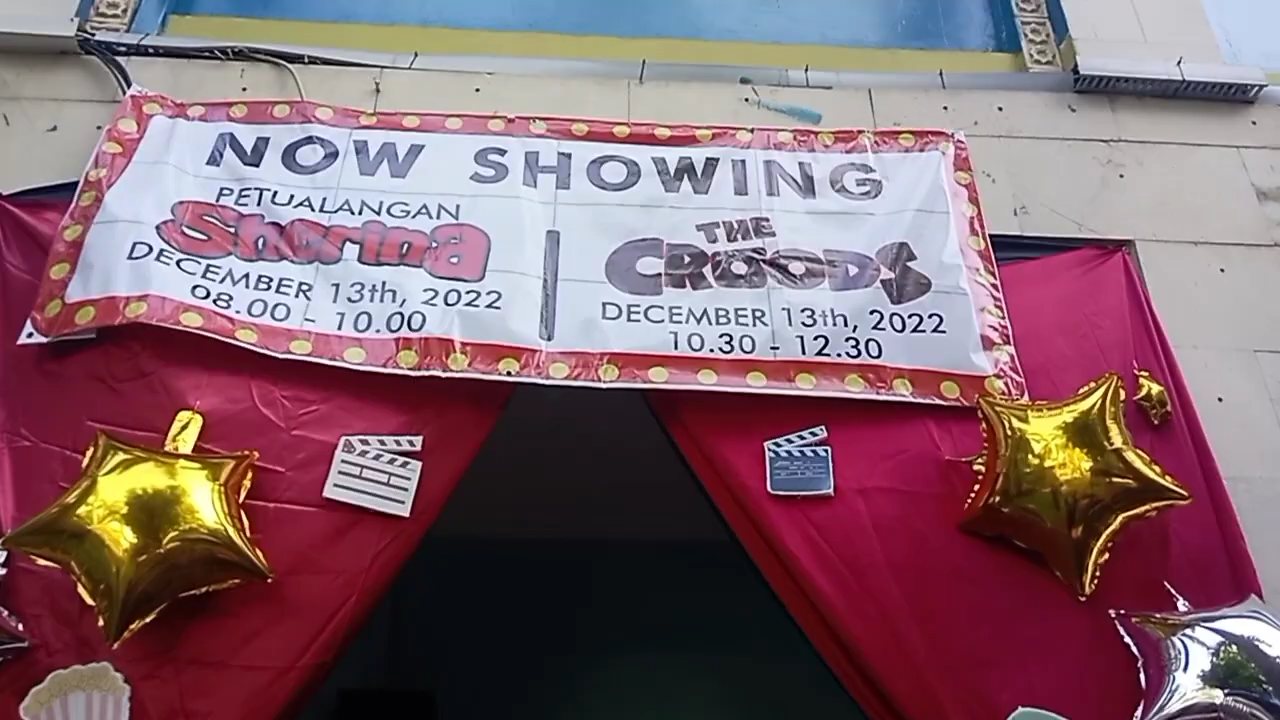 NOW SHOWING
PETUALANGAN
Sherina
DECEMBER 13th, 2022
08.00 - 10.00
THE
CROODS
DECEMBER 13th, 2022
10.30 - 12.30